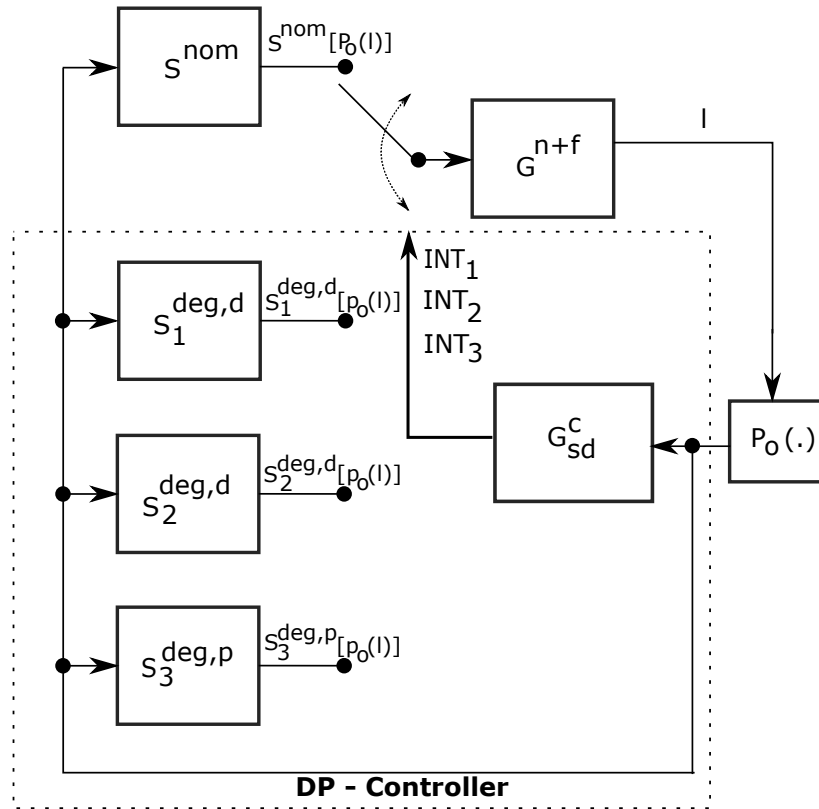 S^nom
S^nom[P_o(l)]
G^n+f
l
INT_1
INT_2
INT_3
S_1^deg,d
S_1^deg,d[p_o(l)]
G_sd^c
P_o(.)
S_2^deg,d
S_2^deg,d[p_o(l)]
S_3^deg,p
S_3^deg,p[p_o(l)]
DP - Controller